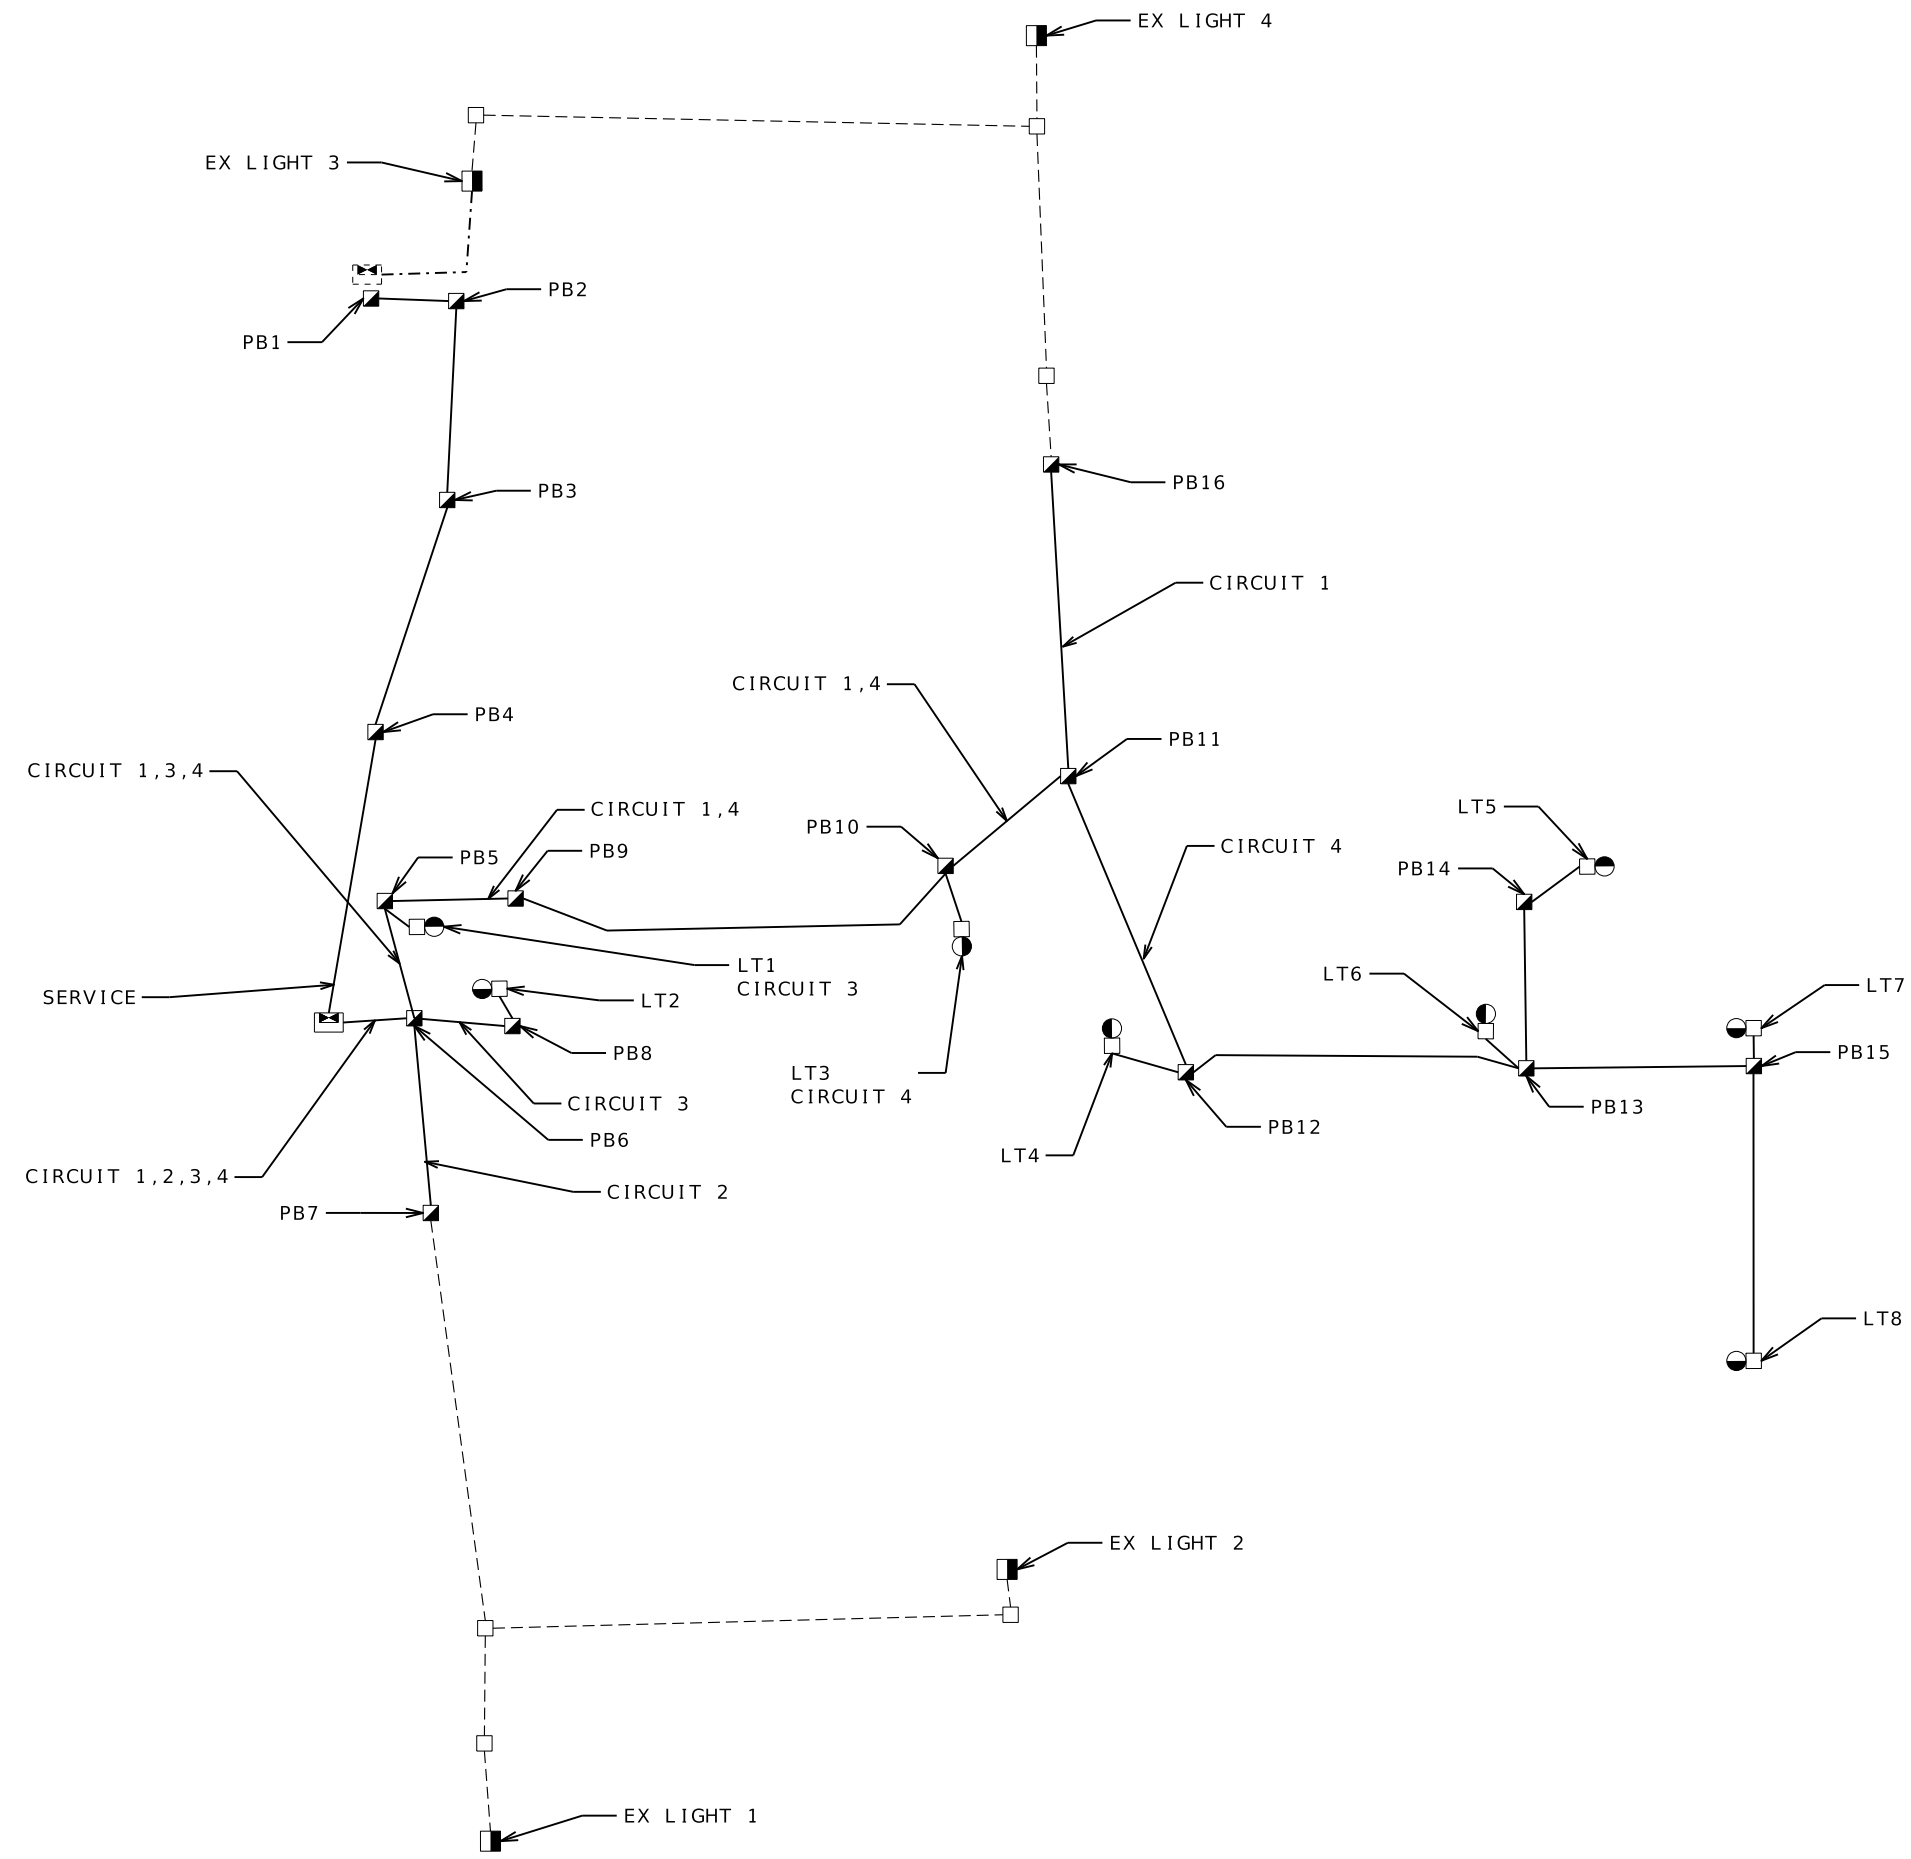 EX LIGHT 4
EX LIGHT 3
PB2
PB1
PB16
PB3
CIRCUIT 1
CIRCUIT 1,4
PB4
PB11
CIRCUIT 1,3,4
CIRCUIT 1,4
LT5
PB10
CIRCUIT 4
PB9
PB5
PB14
LT1
CIRCUIT 3
LT6
LT7
SERVICE
LT2
PB8
PB15
LT3
CIRCUIT 4
CIRCUIT 3
PB13
PB12
PB6
LT4
CIRCUIT 1,2,3,4
CIRCUIT 2
PB7
LT8
EX LIGHT 2
EX LIGHT 1